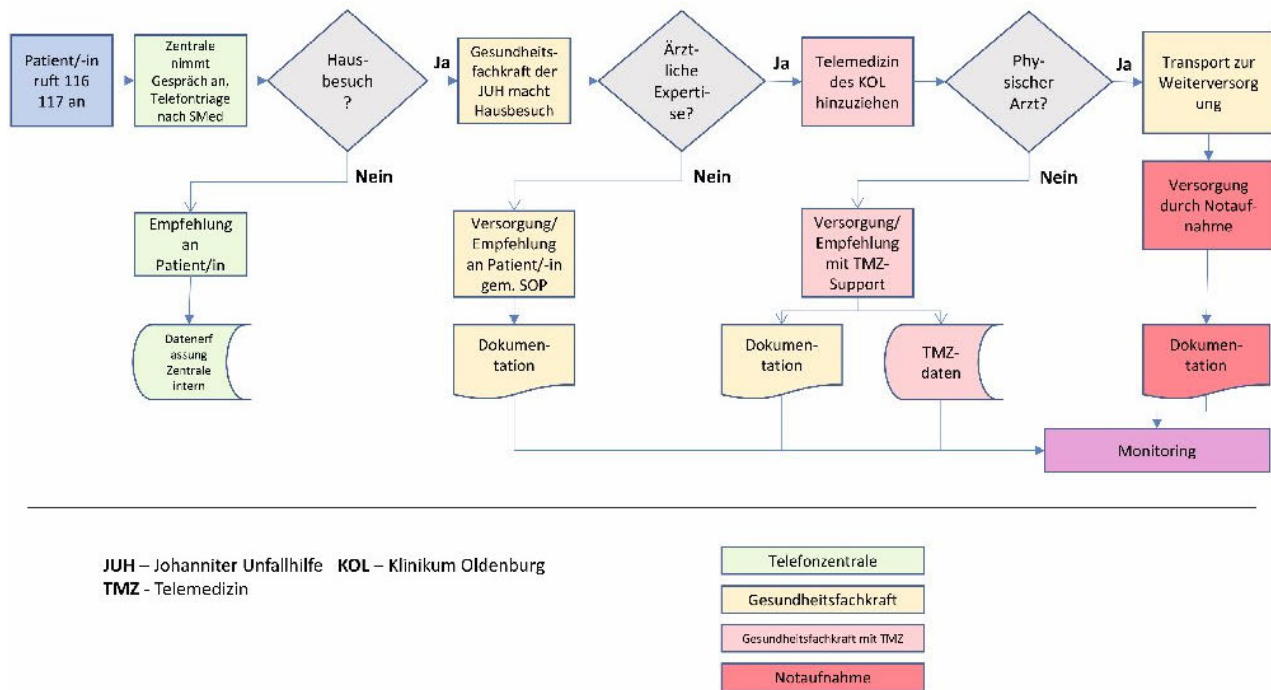 Patient/-in
ruft 116
117 an
Zentrale
nimmt
Gespräch an,
Telefontriage
nach SMed
Haus-
besuch
?
Ja
Gesundheits-
fachkraft der
JUH macht
Hausbesuch
Ärzt-
liche
Experti-
se?
Ja
Telemedizin
des KOL
hinzuziehen
Phy-
sischer
Arzt?
Ja
Transport zur
Weiterversorg
ung
Nein
Nein
Nein
Empfehlung
an
Patient/in
Versorgung/
Empfehlung
an Patient/-in
gem. SOP
Versorgung/
Empfehlung
mit TMZ-
Support
Versorgung
durch Notauf-
nahme
Datenerf
assung
Zentrale
intern
Dokumen-
tation
Dokumen-
tation
TMZ-
daten
Dokumen-
tation
Monitoring
JUH – Johanniter Unfallhilfe KOL – Klinikum Oldenburg
TMZ - Telemedizin
Telefonzentrale
Gesundheitsfachkraft
Gesundheitsfachkraft mit TMZ
Notaufnahme